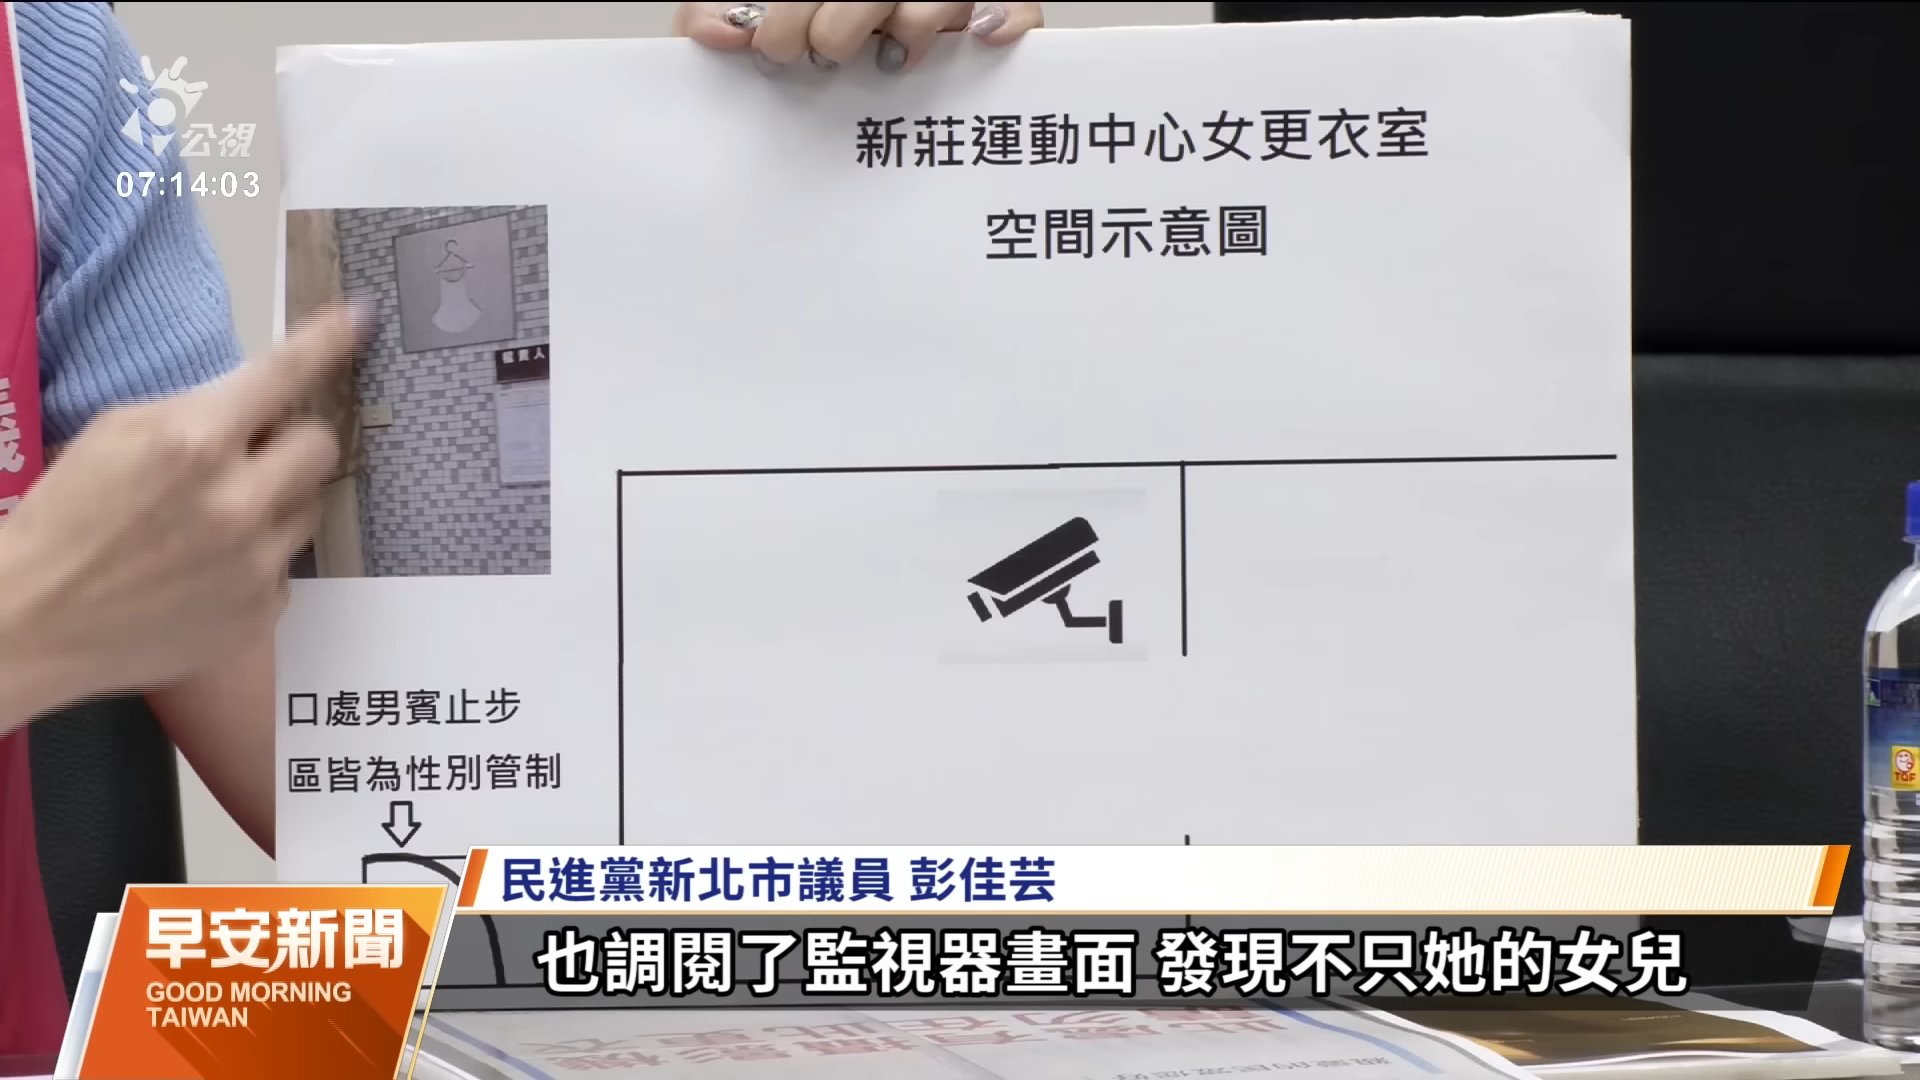 公視
07:14:03
新莊運動中心女更衣室
空間示意圖
口處男賓止步
區皆為性別管制
TQF
民進黨新北市議員 彭佳芸
早安新聞
GOOD MORNING
TAIWAN
也調閱了監視器畫面 發現不只她的女兒